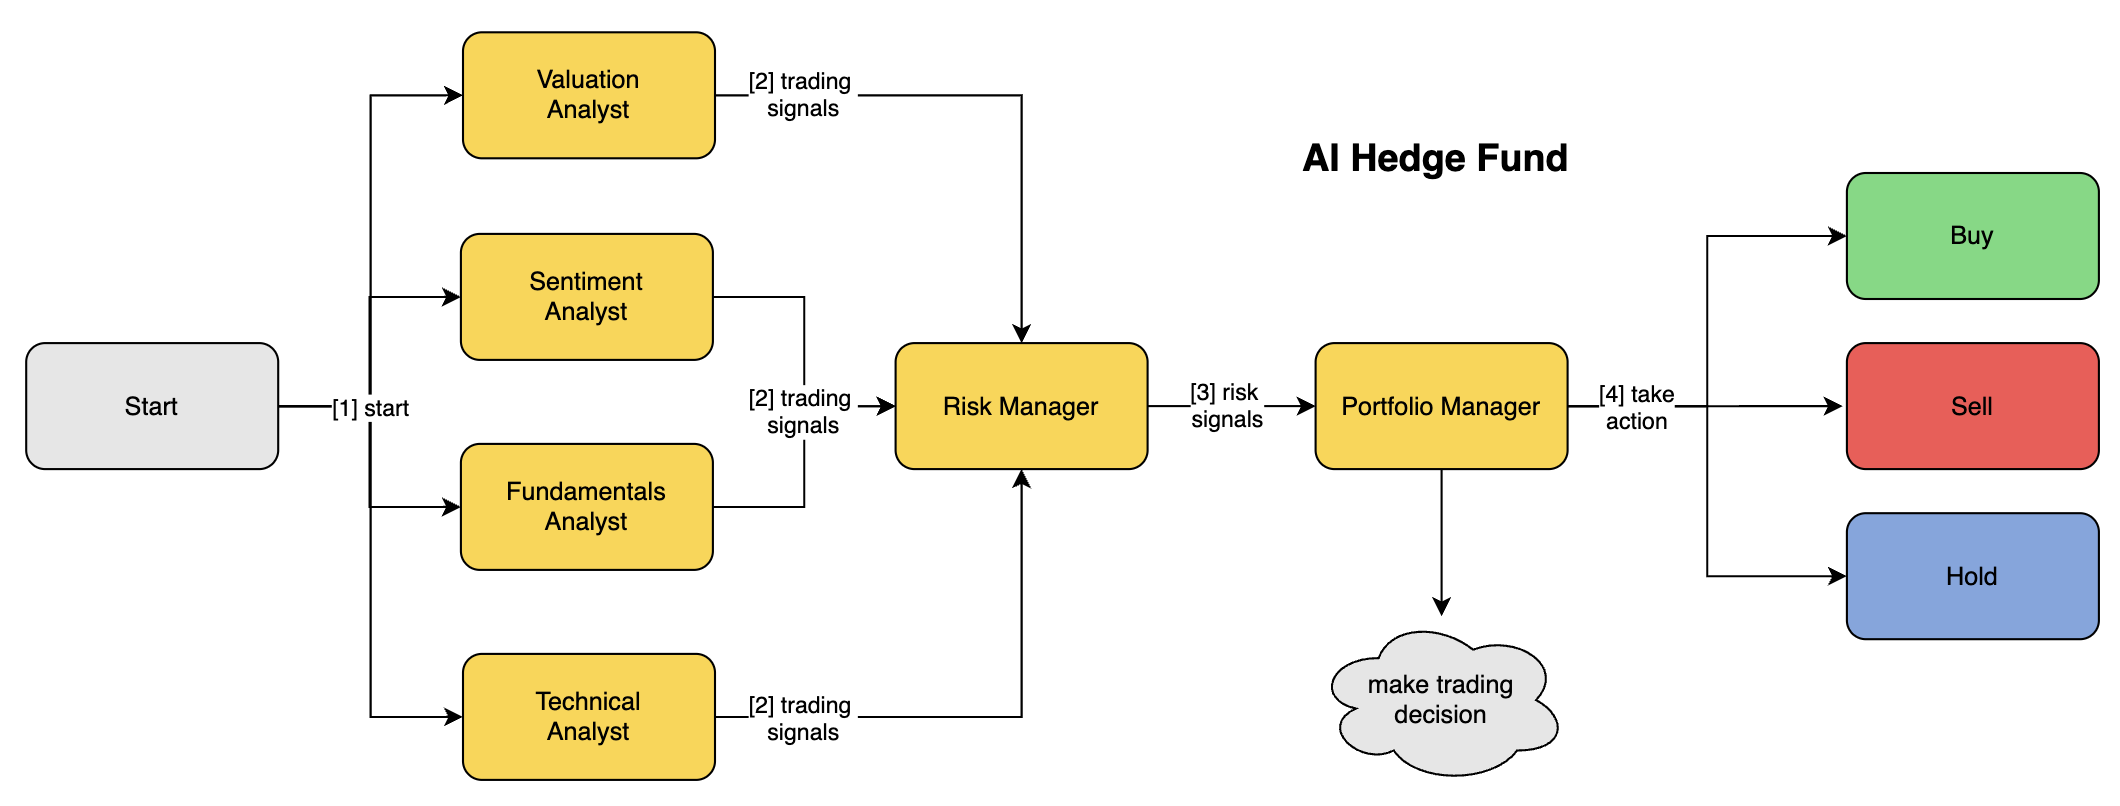 Valuation
Analyst
[2] trading
signals
AI Hedge Fund
Buy
Sentiment
Analyst
Start
[1] start
[2] trading
signals
Risk Manager
[3] risk
signals
Portfolio Manager
[4] take
action
Sell
Fundamentals
Analyst
Hold
Technical
Analyst
[2] trading
signals
make trading
decision